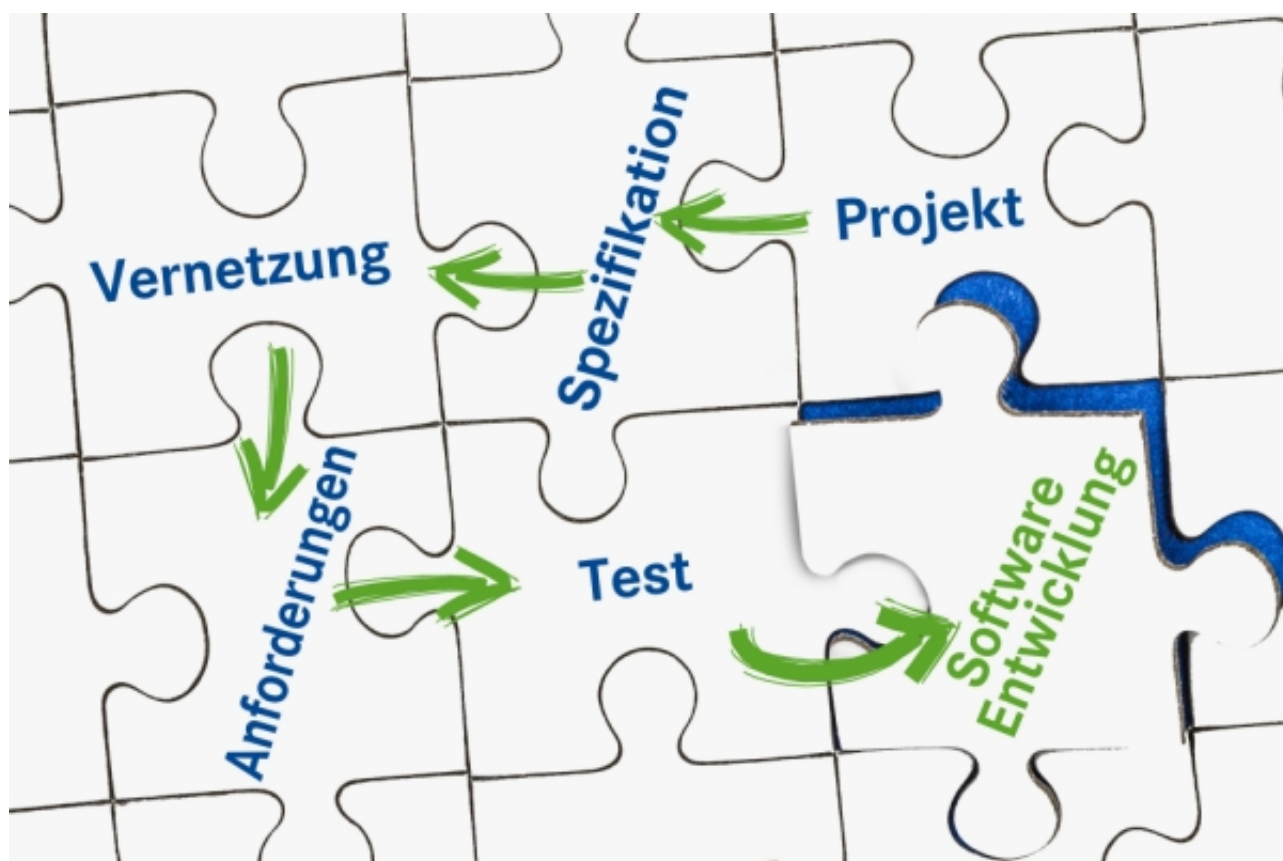 Projekt
Spezifikation
Vernetzung
Anforderungen
Test
Software
Entwicklung